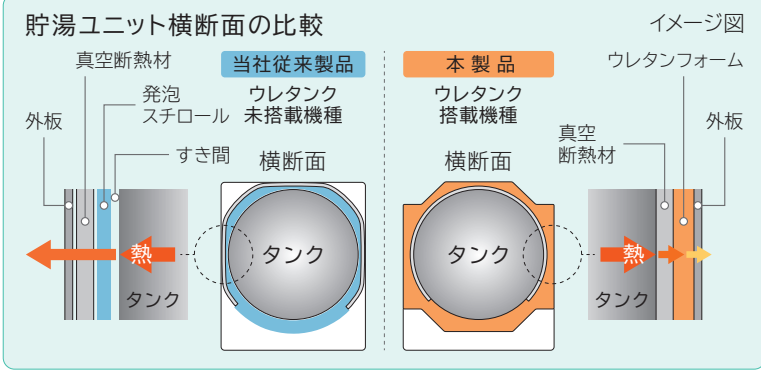 貯湯ユニット横断面の比較
イメージ図
真空断熱材
当社従来製品
発泡
スチロール
外板
すき間
ウレタンク
未搭載機種
横断面
タンク
熱
タンク
本製品
ウレタンク
搭載機種
横断面
タンク
ウレタンフォーム
真空
断熱材
外板
熱
タンク